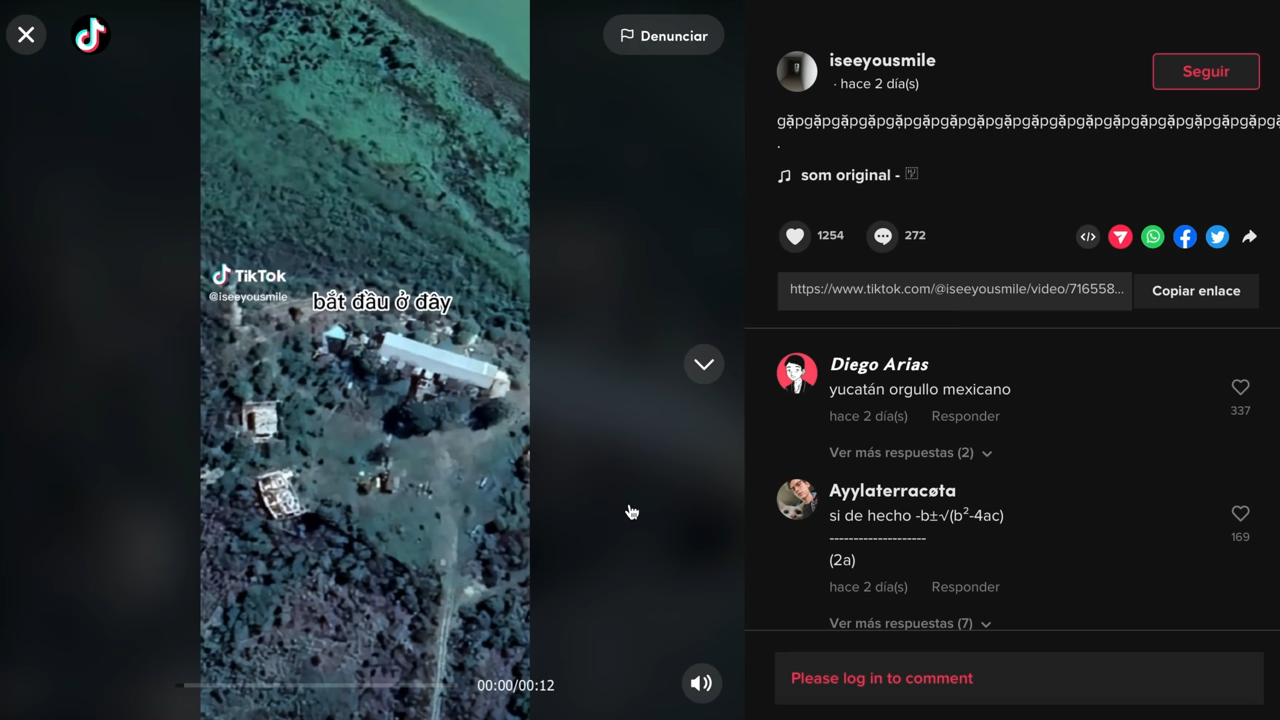 Denunciar
TikTok
@iseeyousmile
bắt đầu ở đây
00:00/00:12
iseeyousmile
· hace 2 día(s)
Seguir
gặpgặpgặpgặpgặpgặpgặpgặpgặpgặpgặpgặpgặpgặpgặpgặpgặpgặpgặ
.
som original -
1254
272
https://www.tiktok.com/@iseeyousmile/video/716558...
Copiar enlace
Diego Arias
yucatán orgullo mexicano
hace 2 día(s) Responder
337
Ver más respuestas (2)
Ayylaterracøta
si de hecho -b±√(b²-4ac)
--------------------
(2a)
169
hace 2 día(s) Responder
Ver más respuestas (7)
Please log in to comment